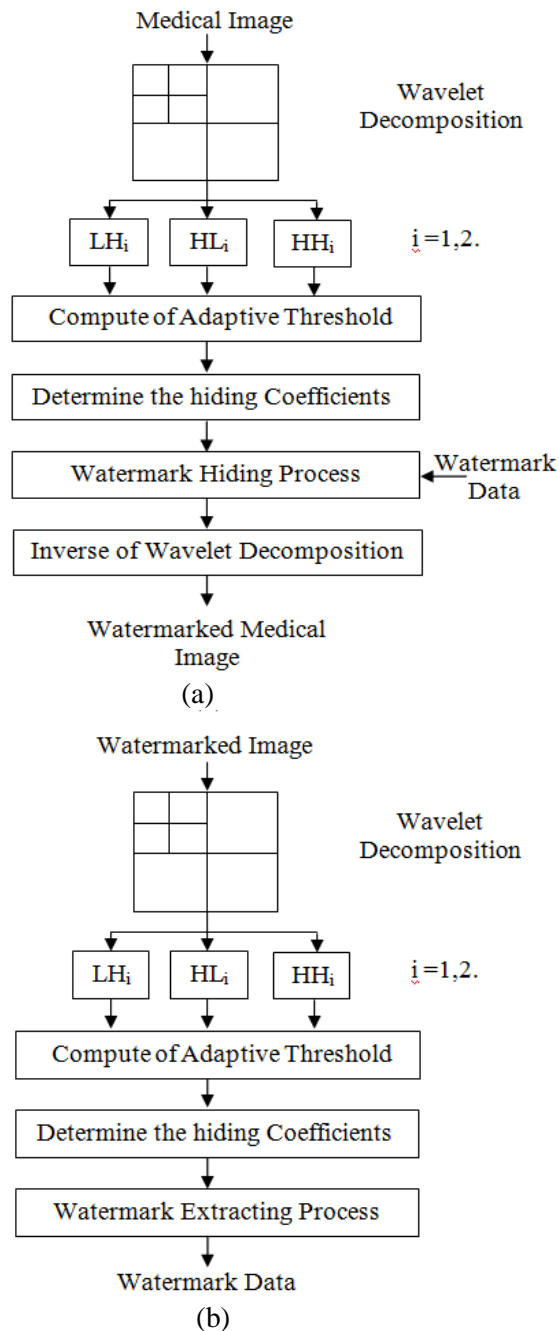 Medical Image
Wavelet
Decomposition
LHi HLi HHi i =1,2.
Compute of Adaptive Threshold
Determine the hiding Coefficients
Watermark Hiding Process
Watermark
Data
Inverse of Wavelet Decomposition
Watermarked Medical
Image
(a)
Watermarked Image
Wavelet
Decomposition
LHi HLi HHi i =1,2.
Compute of Adaptive Threshold
Determine the hiding Coefficients
Watermark Extracting Process
Watermark Data
(b)